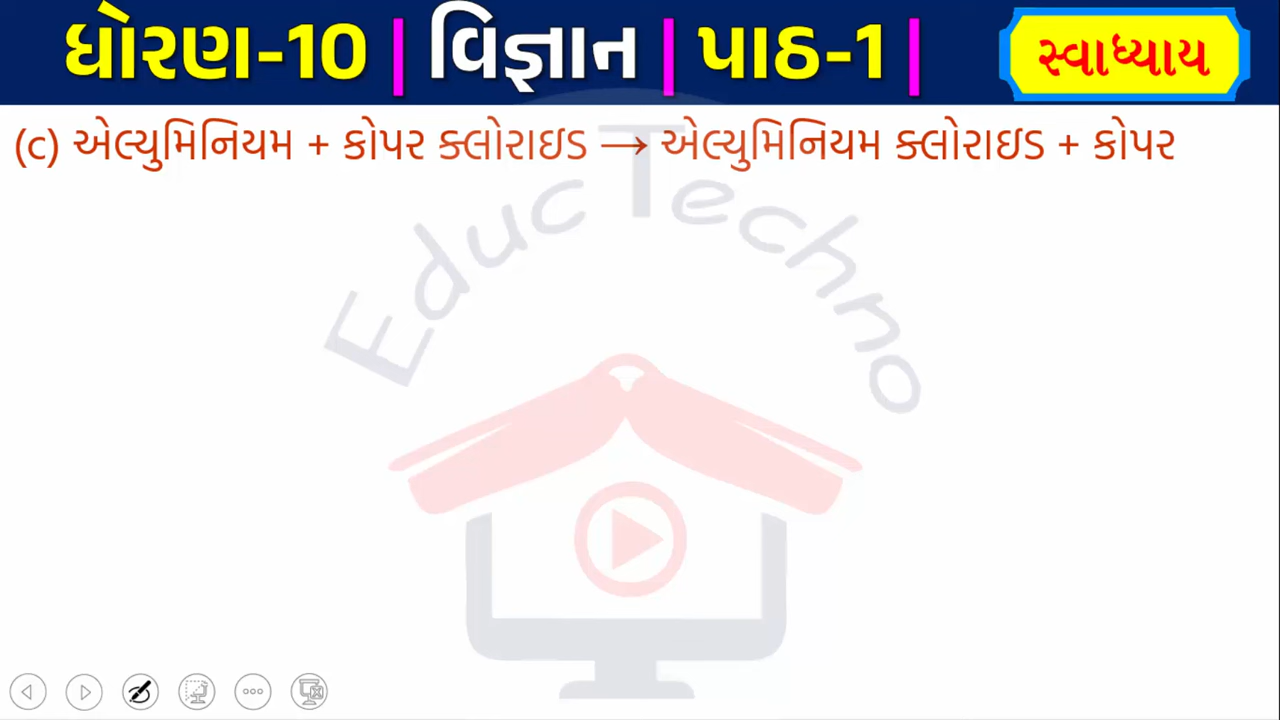 ધોરણ-10 | વિજ્ઞાન | પાઠ-1 |
સ્વાધ્યાય
(c) એલ્યુમિનિયમ + કોપર ક્લોરાઇડ → એલ્યુમિનિયમ ક્લોરાઇડ + કોપર
EducTechno